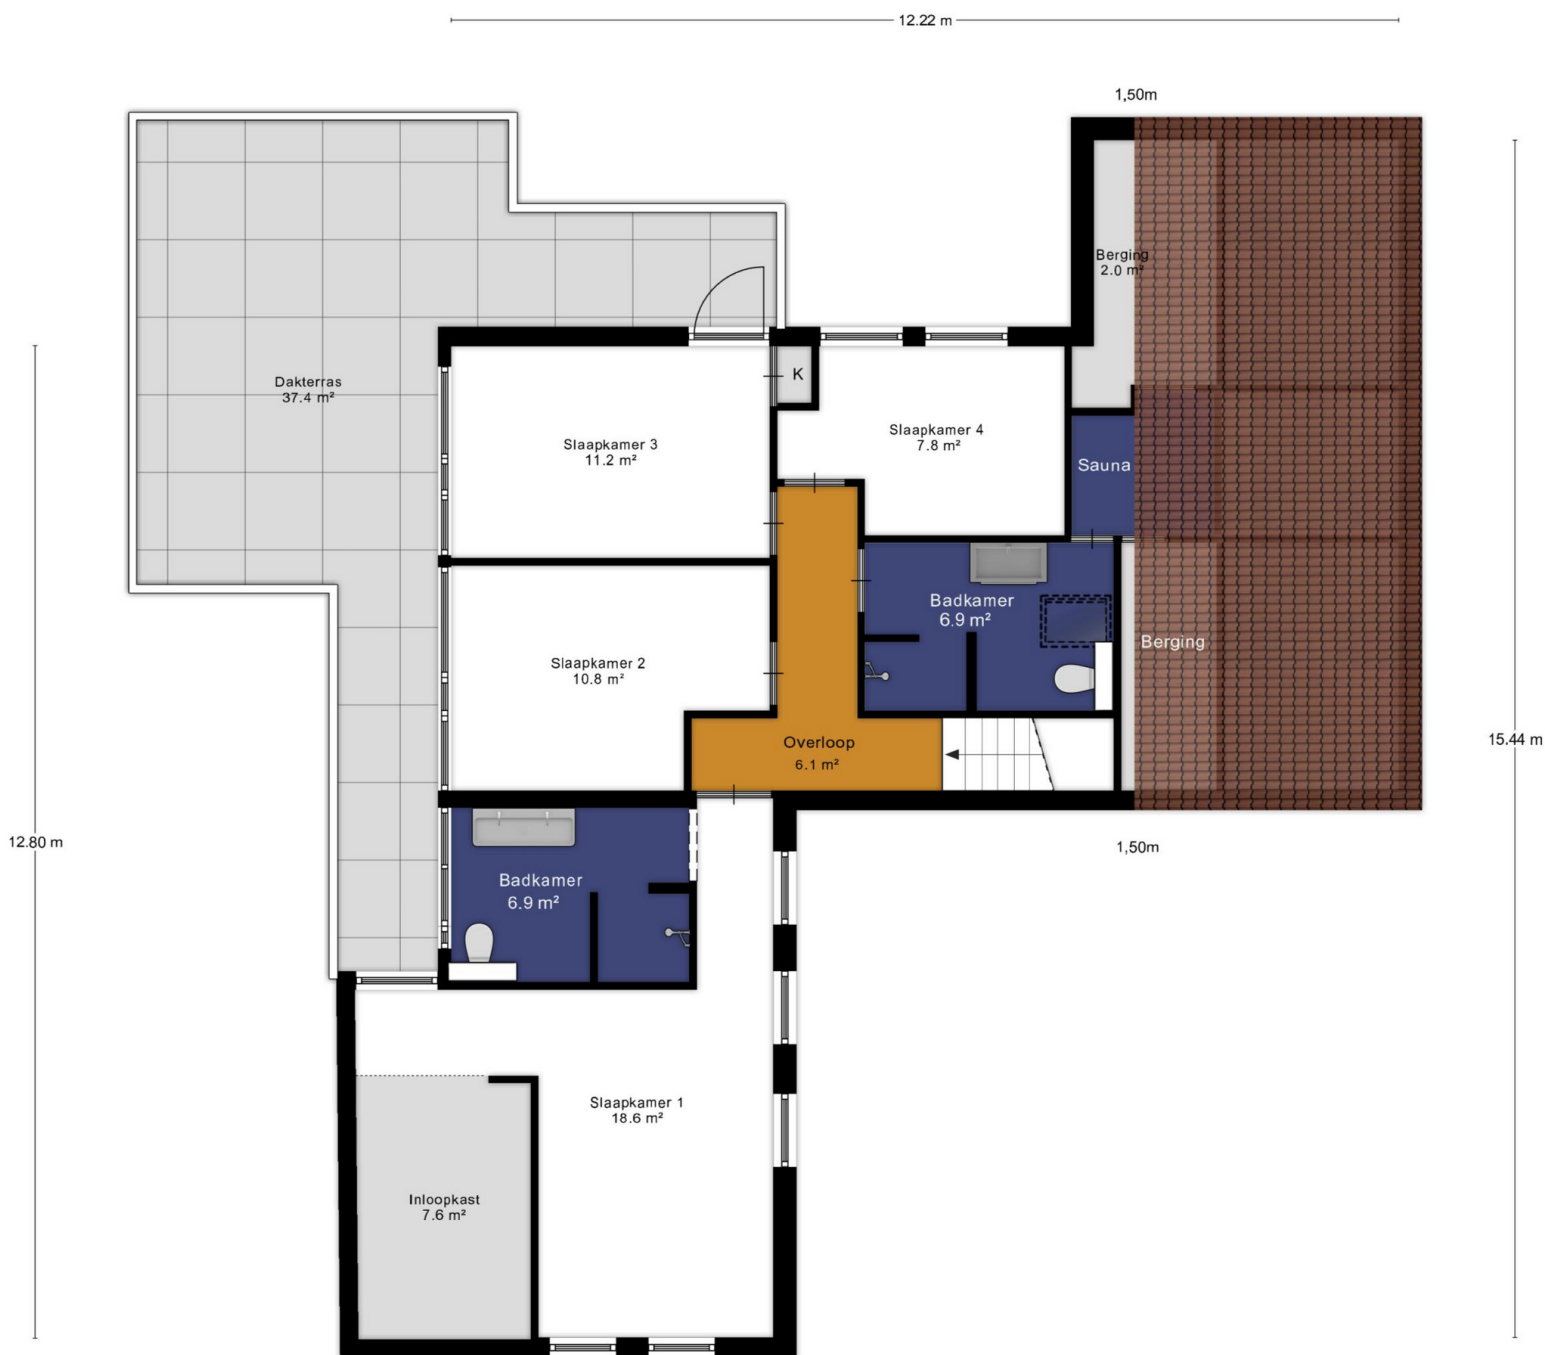 12.22 m
1,50m
Berging
2.0 m²
Dakterras
37.4 m²
K
Slaapkamer 3
11.2 m²
Slaapkamer 4
7.8 m²
Sauna
Badkamer
6.9 m²
Berging
Slaapkamer 2
10.8 m²
Overloop
6.1 m²
15.44 m
12.80 m
1,50m
Badkamer
6.9 m²
Slaapkamer 1
18.6 m²
Inloopkast
7.6 m²